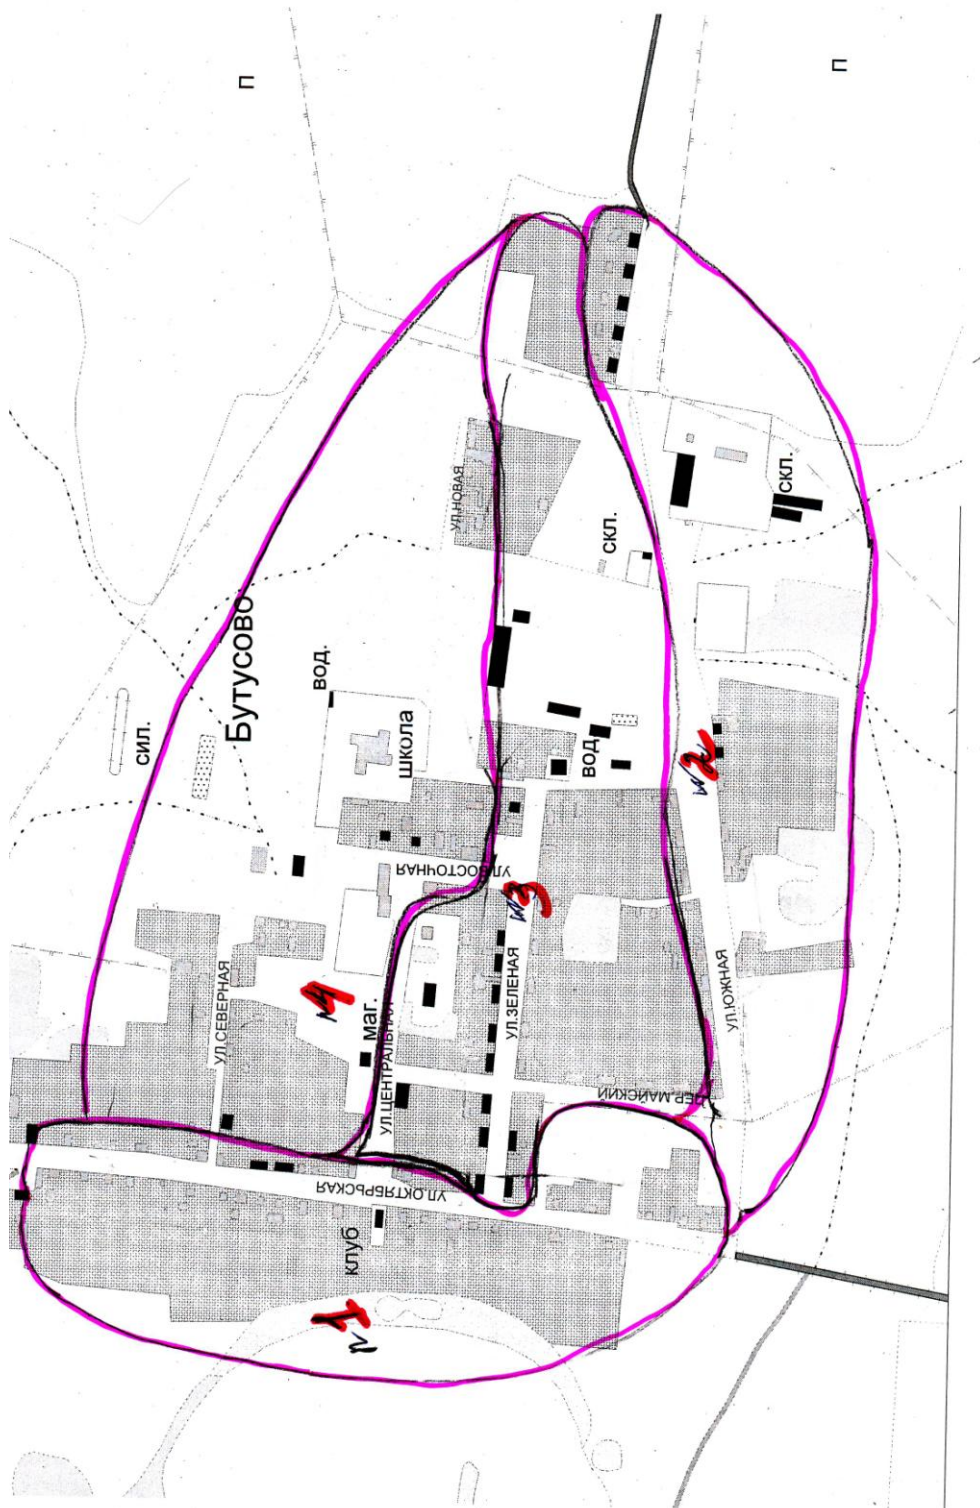 П
П
Бутусово
СИЛ.
ВОД.
школа
УЛ.НОВАЯ
СКЛ.
СКЛ.
ВОД.
№2
УЛ.ВОСТОЧНАЯ
№3
УЛ.СЕВЕРНАЯ
№4
маг.
УЛ.ЦЕНТРАЛЬНАЯ
УЛ.ЗЕЛЕНАЯ
УЛ.ЮЖНАЯ
ПЕР.МАЙСКИЙ
УЛ.ОКТЯБРЬСКАЯ
клуб
№1